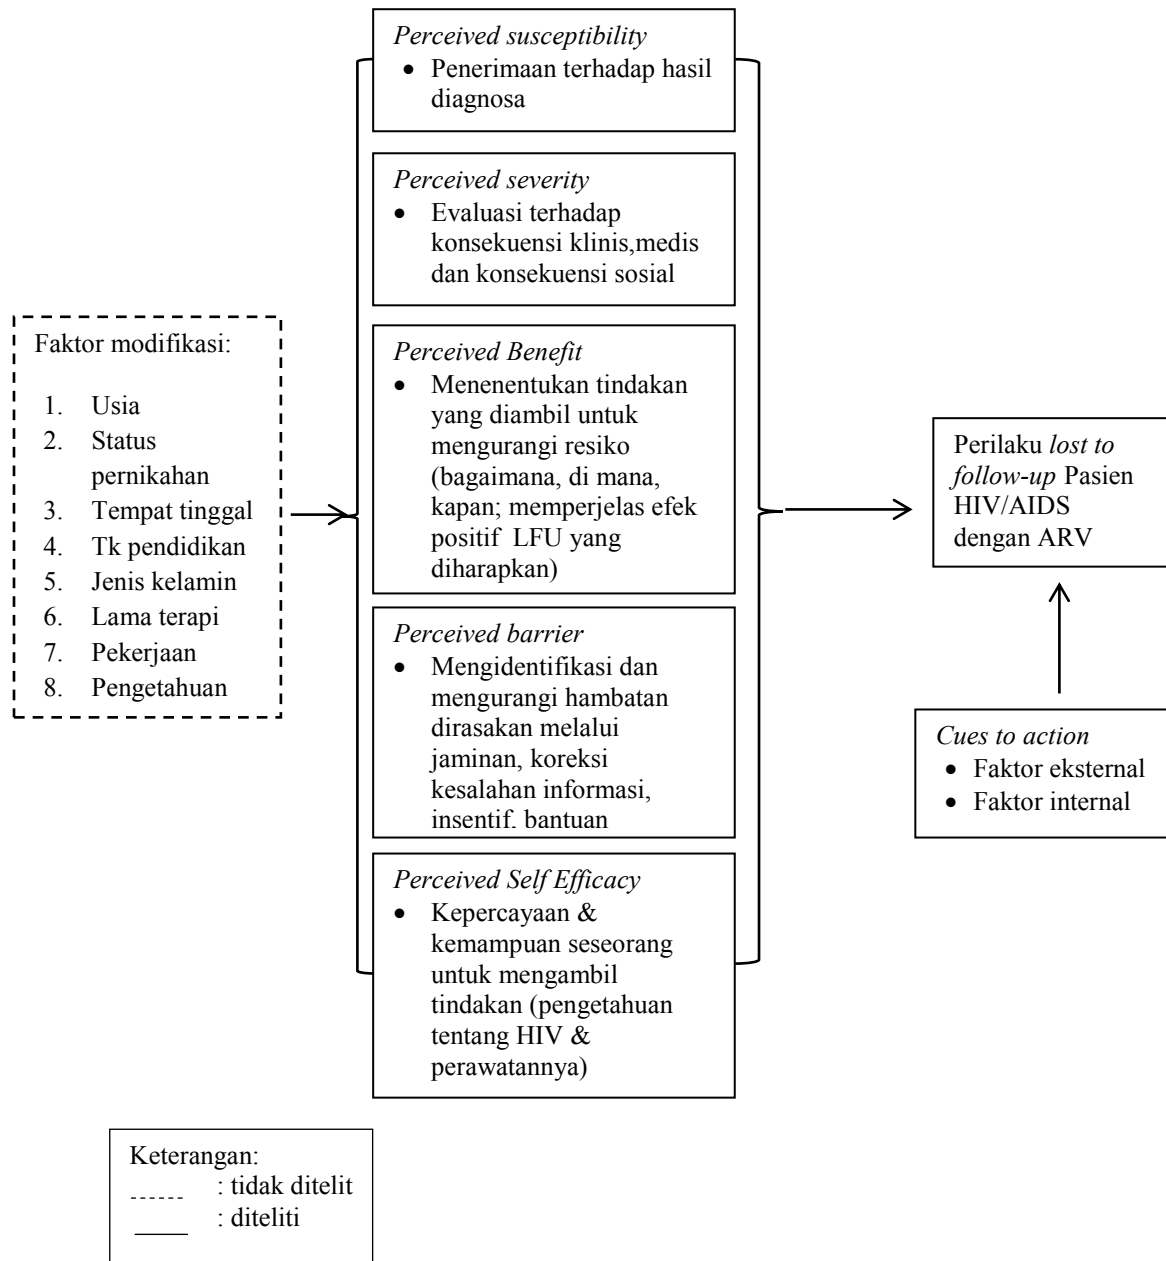 Perceived susceptibility
• Penerimaan terhadap hasil
diagnosa
Perceived severity
• Evaluasi terhadap
konsekuensi klinis,medis
dan konsekuensi sosial
Faktor modifikasi:
1. Usia
2. Status
pernikahan
3. Tempat tinggal
4. Tk pendidikan
5. Jenis kelamin
6. Lama terapi
7. Pekerjaan
8. Pengetahuan
Perceived Benefit
• Menenentukan tindakan
yang diambil untuk
mengurangi resiko
(bagaimana, di mana,
kapan; memperjelas efek
positif LFU yang
diharapkan)
Perceived barrier
• Mengidentifikasi dan
mengurangi hambatan
dirasakan melalui
jaminan, koreksi
kesalahan informasi,
insentif, bantuan
Perceived Self Efficacy
• Kepercayaan &
kemampuan seseorang
untuk mengambil
tindakan (pengetahuan
tentang HIV &
perawatannya)
Perilaku lost to
follow-up Pasien
HIV/AIDS
dengan ARV
Cues to action
• Faktor eksternal
• Faktor internal
Keterangan:
: tidak ditelit
: diteliti